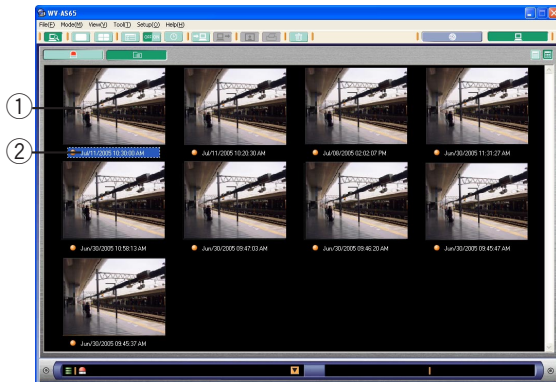 WV-AS65
File(F) Mode(M) View(V) Tool(T) Setup(O) Help(H)
1
2
Jul/11/2005 10:30:00 AM
Jul/11/2005 10:20:30 AM
Jul/08/2005 02:02:07 PM
Jun/30/2005 11:31:27 AM
Jun/30/2005 10:58:13 AM
Jun/30/2005 09:47:03 AM
Jun/30/2005 09:46:20 AM
Jun/30/2005 09:45:47 AM
Jun/30/2005 09:45:37 AM